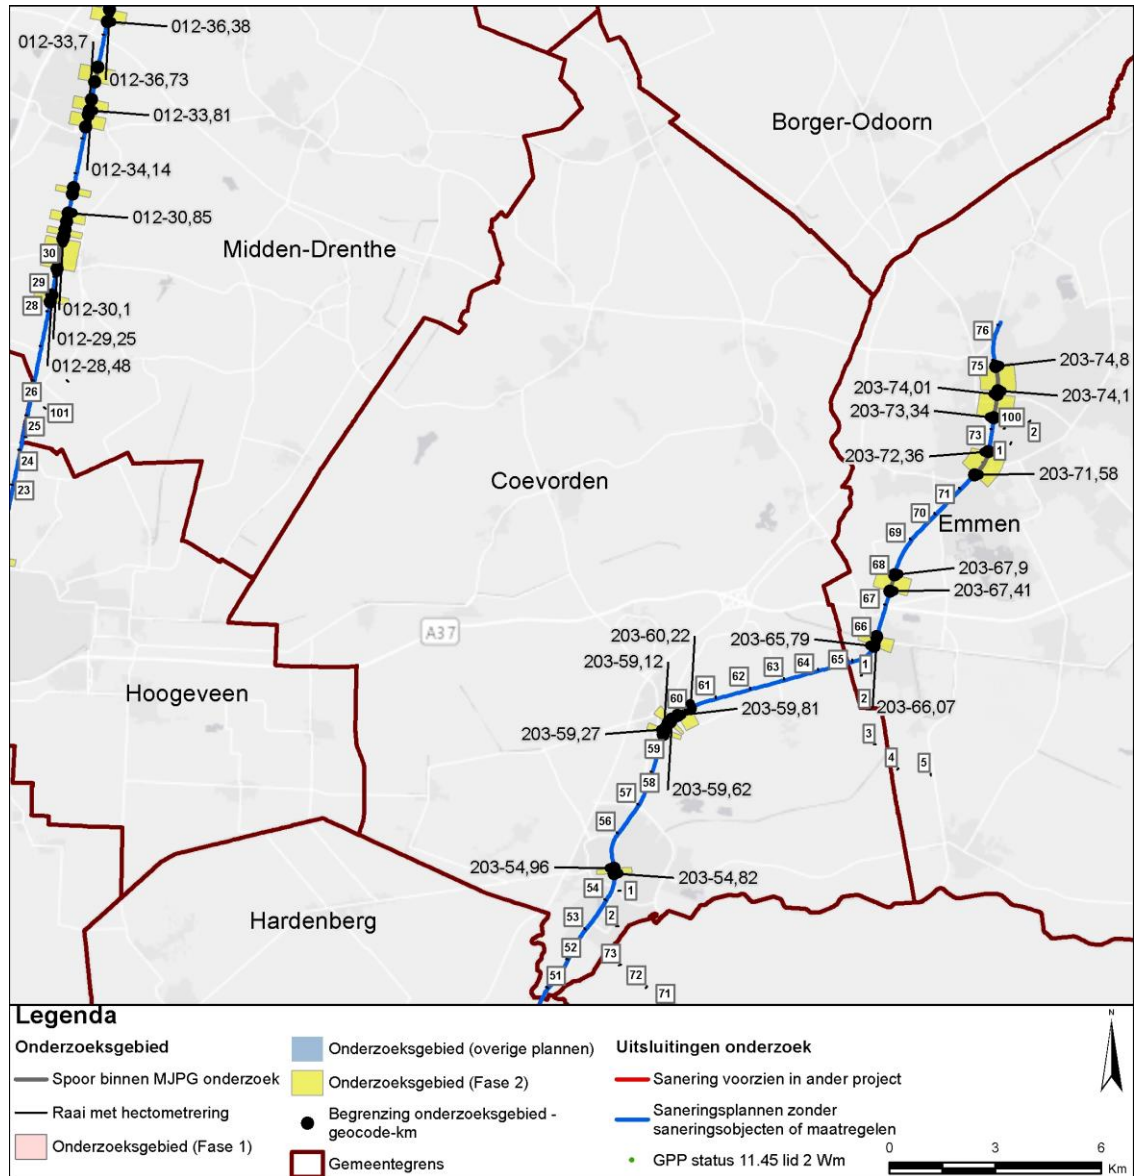 012-36,38
012-33,7
012-36,73
012-33,81
012-34,14
012-30,85
Borger-Odoorn
Midden-Drenthe
30
29
28
012-30,1
012-29,25
012-28,48
26
101
25
24
23
76
75
203-74,8
203-74,01
203-74,1
203-73,34
100
73
2
1
203-72,36
203-71,58
71
70
69
Emmen
Coevorden
68
203-67,9
67
203-67,41
66
A37
203-60,22
203-65,79
203-59,12
65
64
63
62
61
60
1
2
203-66,07
203-59,81
203-59,27
3
4
5
59
58
57
203-59,62
56
Hoogeveen
203-54,96
203-54,82
54
1
53
2
52
73
51
72
71
Hardenberg
Legenda
Onderzoeksgebied
Spoor binnen MJPG onderzoek
Raai met hectometrering
Onderzoeksgebied (Fase 1)
Onderzoeksgebied (overige plannen)
Onderzoeksgebied (Fase 2)
Begrenzing onderzoeksgebied -
geocode-km
Gemeentegrens
Uitsluitingen onderzoek
Sanering voorzien in ander project
Saneringsplannen zonder
saneringsobjecten of maatregelen
GPP status 11.45 lid 2 Wm
N
0 3 6
Km